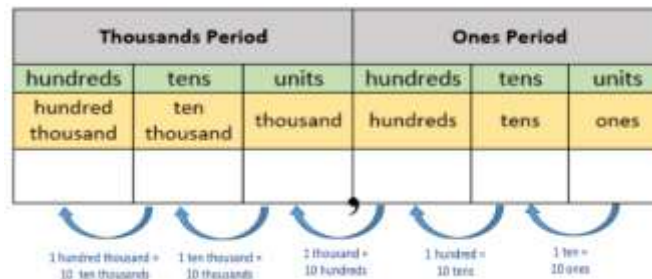 Thousands Period Ones Period
hundreds tens units hundreds tens units
hundred thousand ten thousand thousand hundreds tens ones
,
1 hundred thousand = 10 ten thousands
1 ten thousand = 10 thousands
1 thousand = 10 hundreds
1 hundred = 10 tens
1 ten = 10 ones